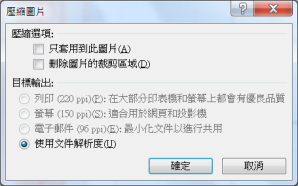 壓縮圖片
壓縮選項:
只套用到此圖片(A)
刪除圖片的裁剪區域(D)
目標輸出:
列印 (220 ppi)(P): 在大部分印表機和螢幕上都會有優良品質
螢幕 (150 ppi)(S): 適合用於網頁和投影機
電子郵件 (96 ppi)(E): 最小化文件以進行共用
使用文件解析度(U)
確定
取消